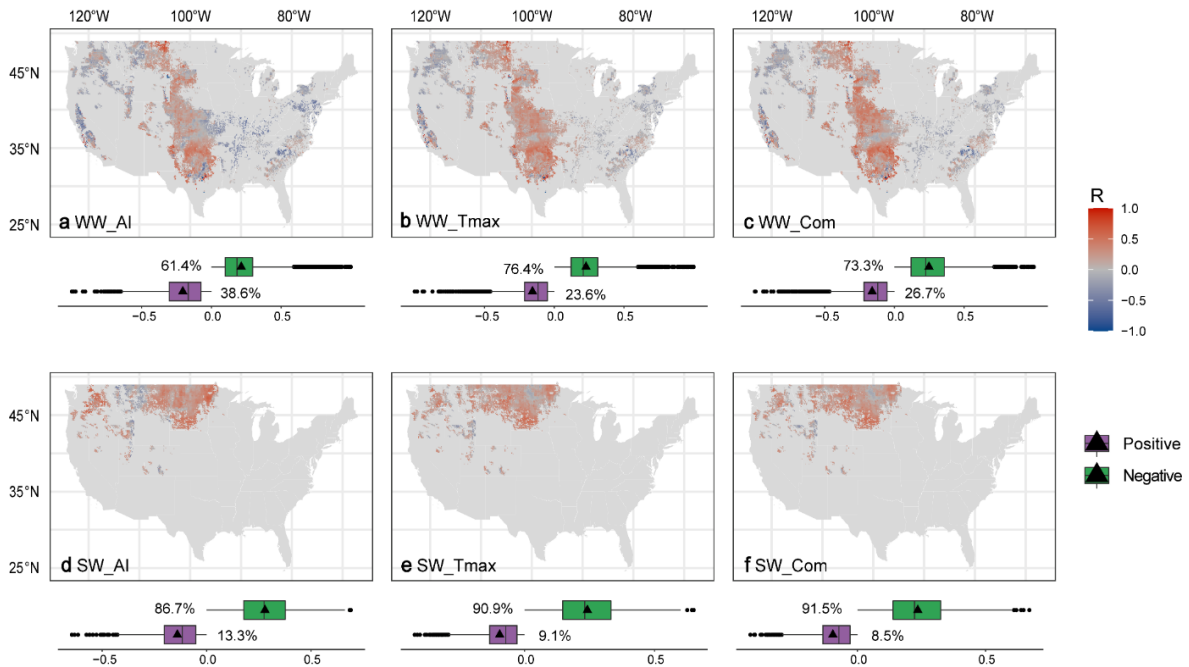 120°W 100°W 80°W 120°W 100°W 80°W 120°W 100°W 80°W
45°N
35°N
25°N
a WW_AI
b WW_Tmax
c WW_Com
R
1.0
0.5
0.0
−0.5
−1.0
61.4%
38.6%
−0.5 0.0 0.5
76.4%
23.6%
−0.5 0.0 0.5
73.3%
26.7%
−0.5 0.0 0.5
45°N
35°N
25°N
d SW_AI
e SW_Tmax
f SW_Com
Positive
Negative
86.7%
13.3%
−0.5 0.0 0.5
90.9%
9.1%
0.0 0.5
91.5%
8.5%
0.0 0.5